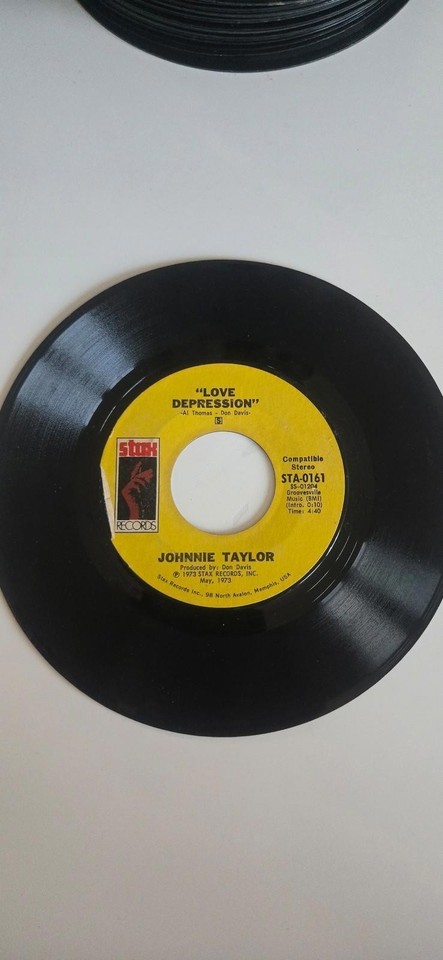 "LOVE
DEPRESSION"
-Al Thomas - Don Davis-
S
stax
RECORDS
Compatible
Stereo
STA-0161
SS-01204
Groovesville
Music (BMI)
(Intro. 0:10)
Time: 4:40
JOHNNIE TAYLOR
Produced by: Don Davis
℗ 1973 STAX RECORDS, INC.
May, 1973
Stax Records Inc., 98 North Avalon, Memphis, USA